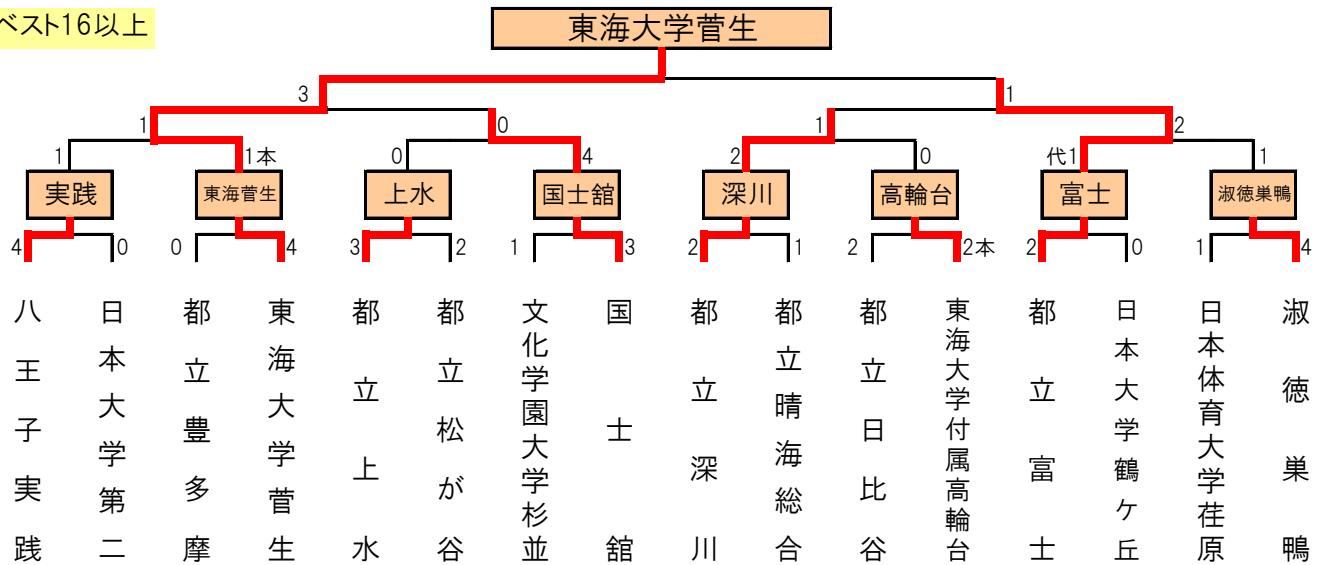 ベスト16以上
東海大学菅生
3
1
1
0
1
2
1
1本
0
4
2
0
代1
1
実践
東海菅生
上水
国士舘
深川
高輪台
富士
淑徳巣鴨
4
0
0
4
3
2
1
3
2
1
2
2本
2
0
1
4
八王子実践
日本大学第二
都立豊多摩
東海大学菅生
都立上水
都立松が谷
文化学園大学杉並
国士舘
都立深川
都立晴海総合
都立日比谷
東海大学付属高輪台
都立富士
日本大学鶴ケ丘
日本体育大学荏原
淑徳巣鴨